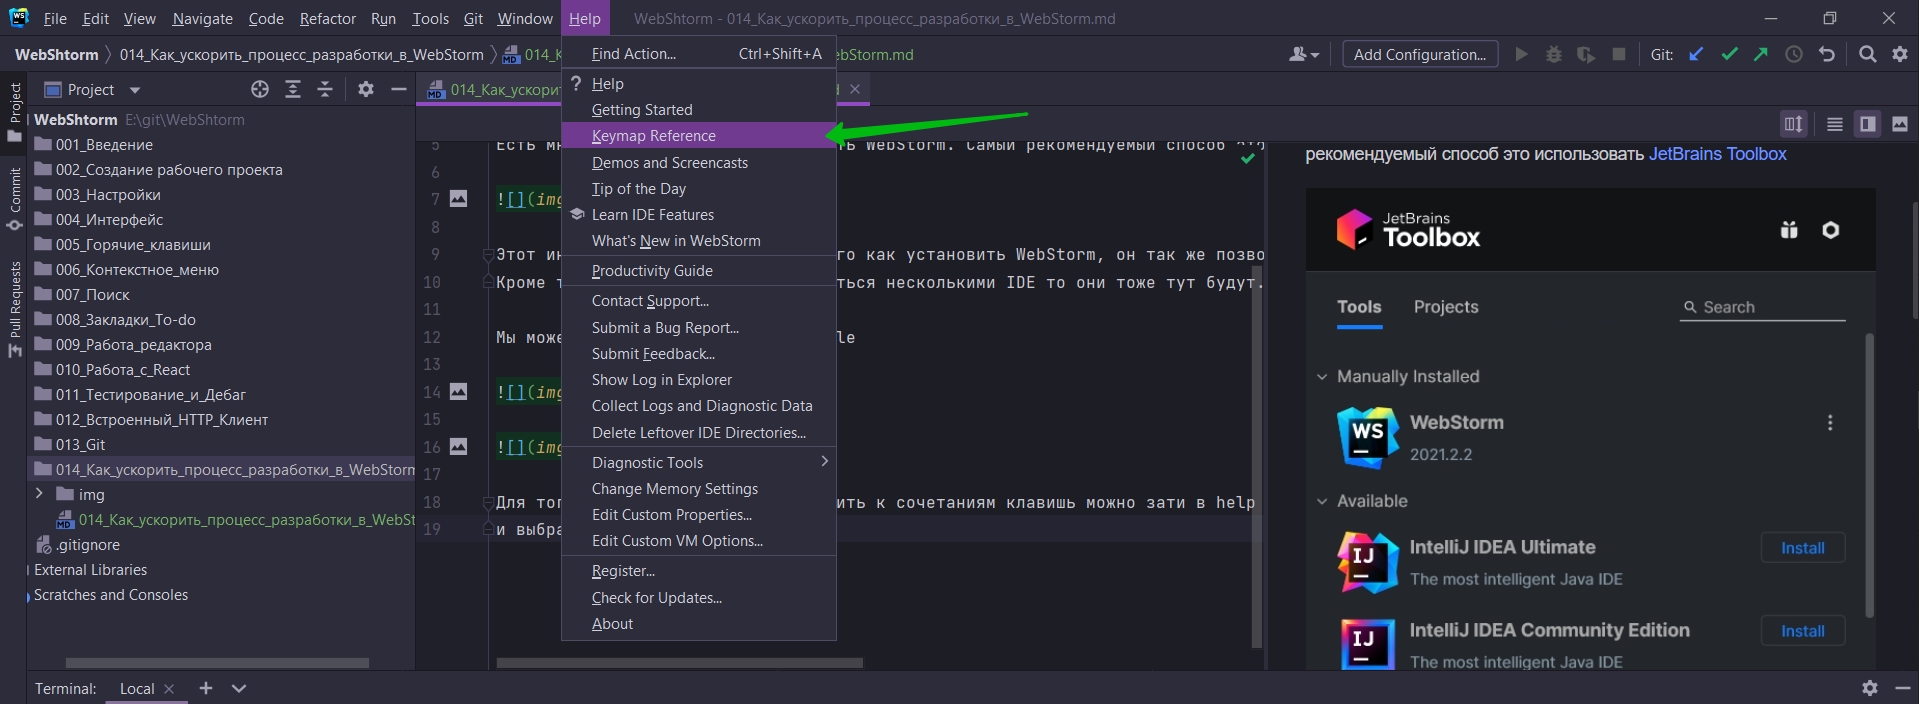 File Edit View Navigate Code Refactor Run Tools Git Window Help WebShtorm - 014_Как_ускорить_процесс_разработки_в_WebStorm.md
WebShtorm 014_Как_ускорить_процесс_разработки_в_WebStorm 014_К ebStorm.md Add Configuration... Git:
Project
Commit
Pull Requests
Project
WebShtorm E:\git\WebShtorm
001_Введение
002_Создание рабочего проекта
003_Настройки
004_Интерфейс
005_Горячие_клавиши
006_Контекстное_меню
007_Поиск
008_Закладки_To-do
009_Работа_редактора
010_Работа_с_React
011_Тестирование_и_Дебаг
012_Встроенный_HTTP_Клиент
013_Git
014_Как_ускорить_процесс_разработки_в_WebStorm
img
014_Как_ускорить_процесс_разработки_в_WebSt
.gitignore
External Libraries
Scratches and Consoles
Find Action... Ctrl+Shift+A
Help
Getting Started
Keymap Reference
Demos and Screencasts
Tip of the Day
Learn IDE Features
What's New in WebStorm
Productivity Guide
Contact Support...
Submit a Bug Report...
Submit Feedback...
Show Log in Explorer
Collect Logs and Diagnostic Data
Delete Leftover IDE Directories...
Diagnostic Tools
Change Memory Settings
Edit Custom Properties...
Edit Custom VM Options...
Register...
Check for Updates...
About
014_Как_ускори
5 Есть мн ть WebStorm. Самый рекомендуемый способ это
6
7 ![](img
8
9 Этот ин го как установить WebStorm, он так же позво
10 Кроме т ться несколькими IDE то они тоже тут будут.
11
12 Мы може le
13
14 ![](img
15
16 ![](img
17
18 Для тог ить к сочетаниям клавишь можно зати в help
19 и выбра
рекомендуемый способ это использовать JetBrains Toolbox
JetBrains
Toolbox
Tools Projects Search
Manually Installed
WS WebStorm
2021.2.2
Available
IJ IntelliJ IDEA Ultimate Install
The most intelligent Java IDE
IJ IntelliJ IDEA Community Edition Install
The most intelligent Java IDE
Terminal: Local